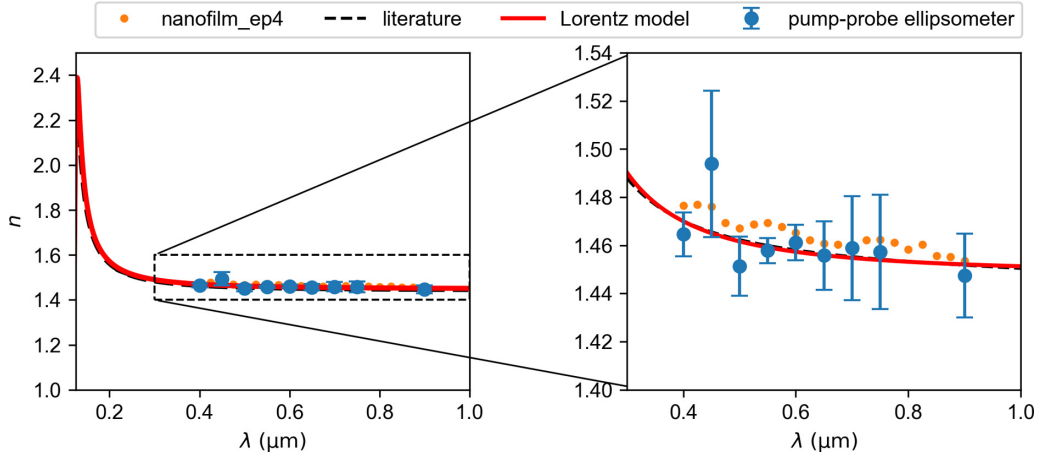 nanofilm_ep4 literature Lorentz model pump-probe ellipsometer
2.4
2.2
2.0
1.8
1.6
1.4
1.2
1.0
n
0.2 0.4 0.6 0.8 1.0
λ (μm)
1.54
1.52
1.50
1.48
1.46
1.44
1.42
1.40
0.4 0.6 0.8 1.0
λ (μm)